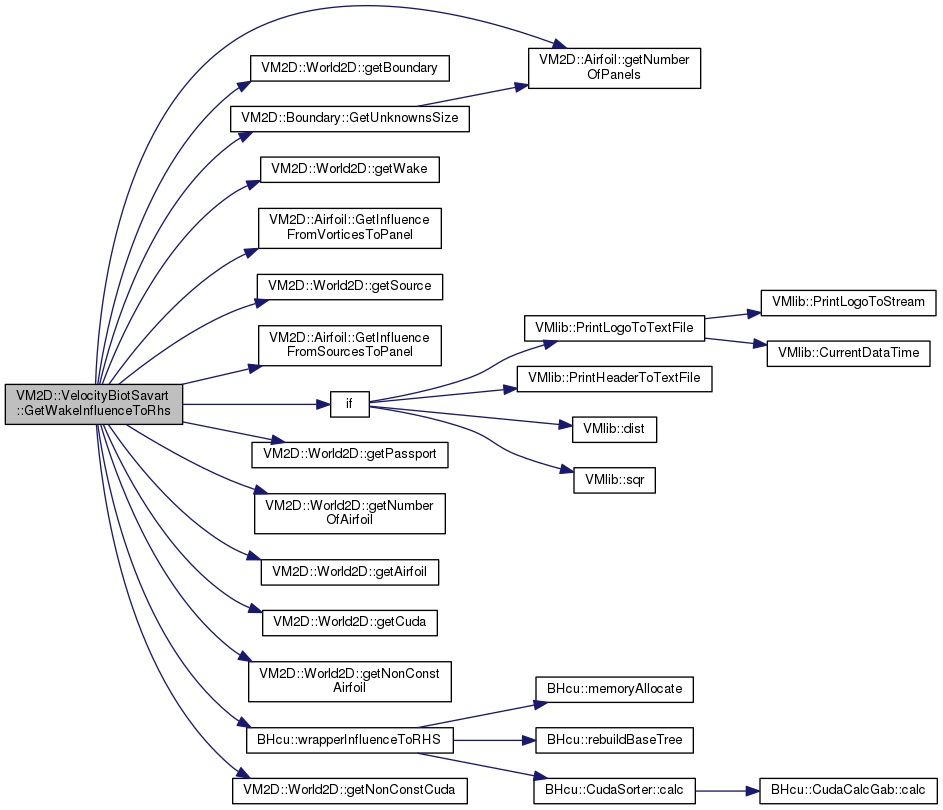 VM2D::VelocityBiotSavart
::GetWakeInfluenceToRhs
VM2D::Airfoil::getNumber
OfPanels
VM2D::World2D::getBoundary
VM2D::Boundary::GetUnknownsSize
VM2D::World2D::getWake
VM2D::Airfoil::GetInfluence
FromVorticesToPanel
VM2D::World2D::getSource
VM2D::Airfoil::GetInfluence
FromSourcesToPanel
if
VMlib::PrintLogoToTextFile
VMlib::PrintLogoToStream
VMlib::CurrentDataTime
VMlib::PrintHeaderToTextFile
VMlib::dist
VMlib::sqr
VM2D::World2D::getPassport
VM2D::World2D::getNumber
OfAirfoil
VM2D::World2D::getAirfoil
VM2D::World2D::getCuda
VM2D::World2D::getNonConst
Airfoil
BHcu::wrapperInfluenceToRHS
BHcu::memoryAllocate
BHcu::rebuildBaseTree
BHcu::CudaSorter::calc
BHcu::CudaCalcGab::calc
VM2D::World2D::getNonConstCuda